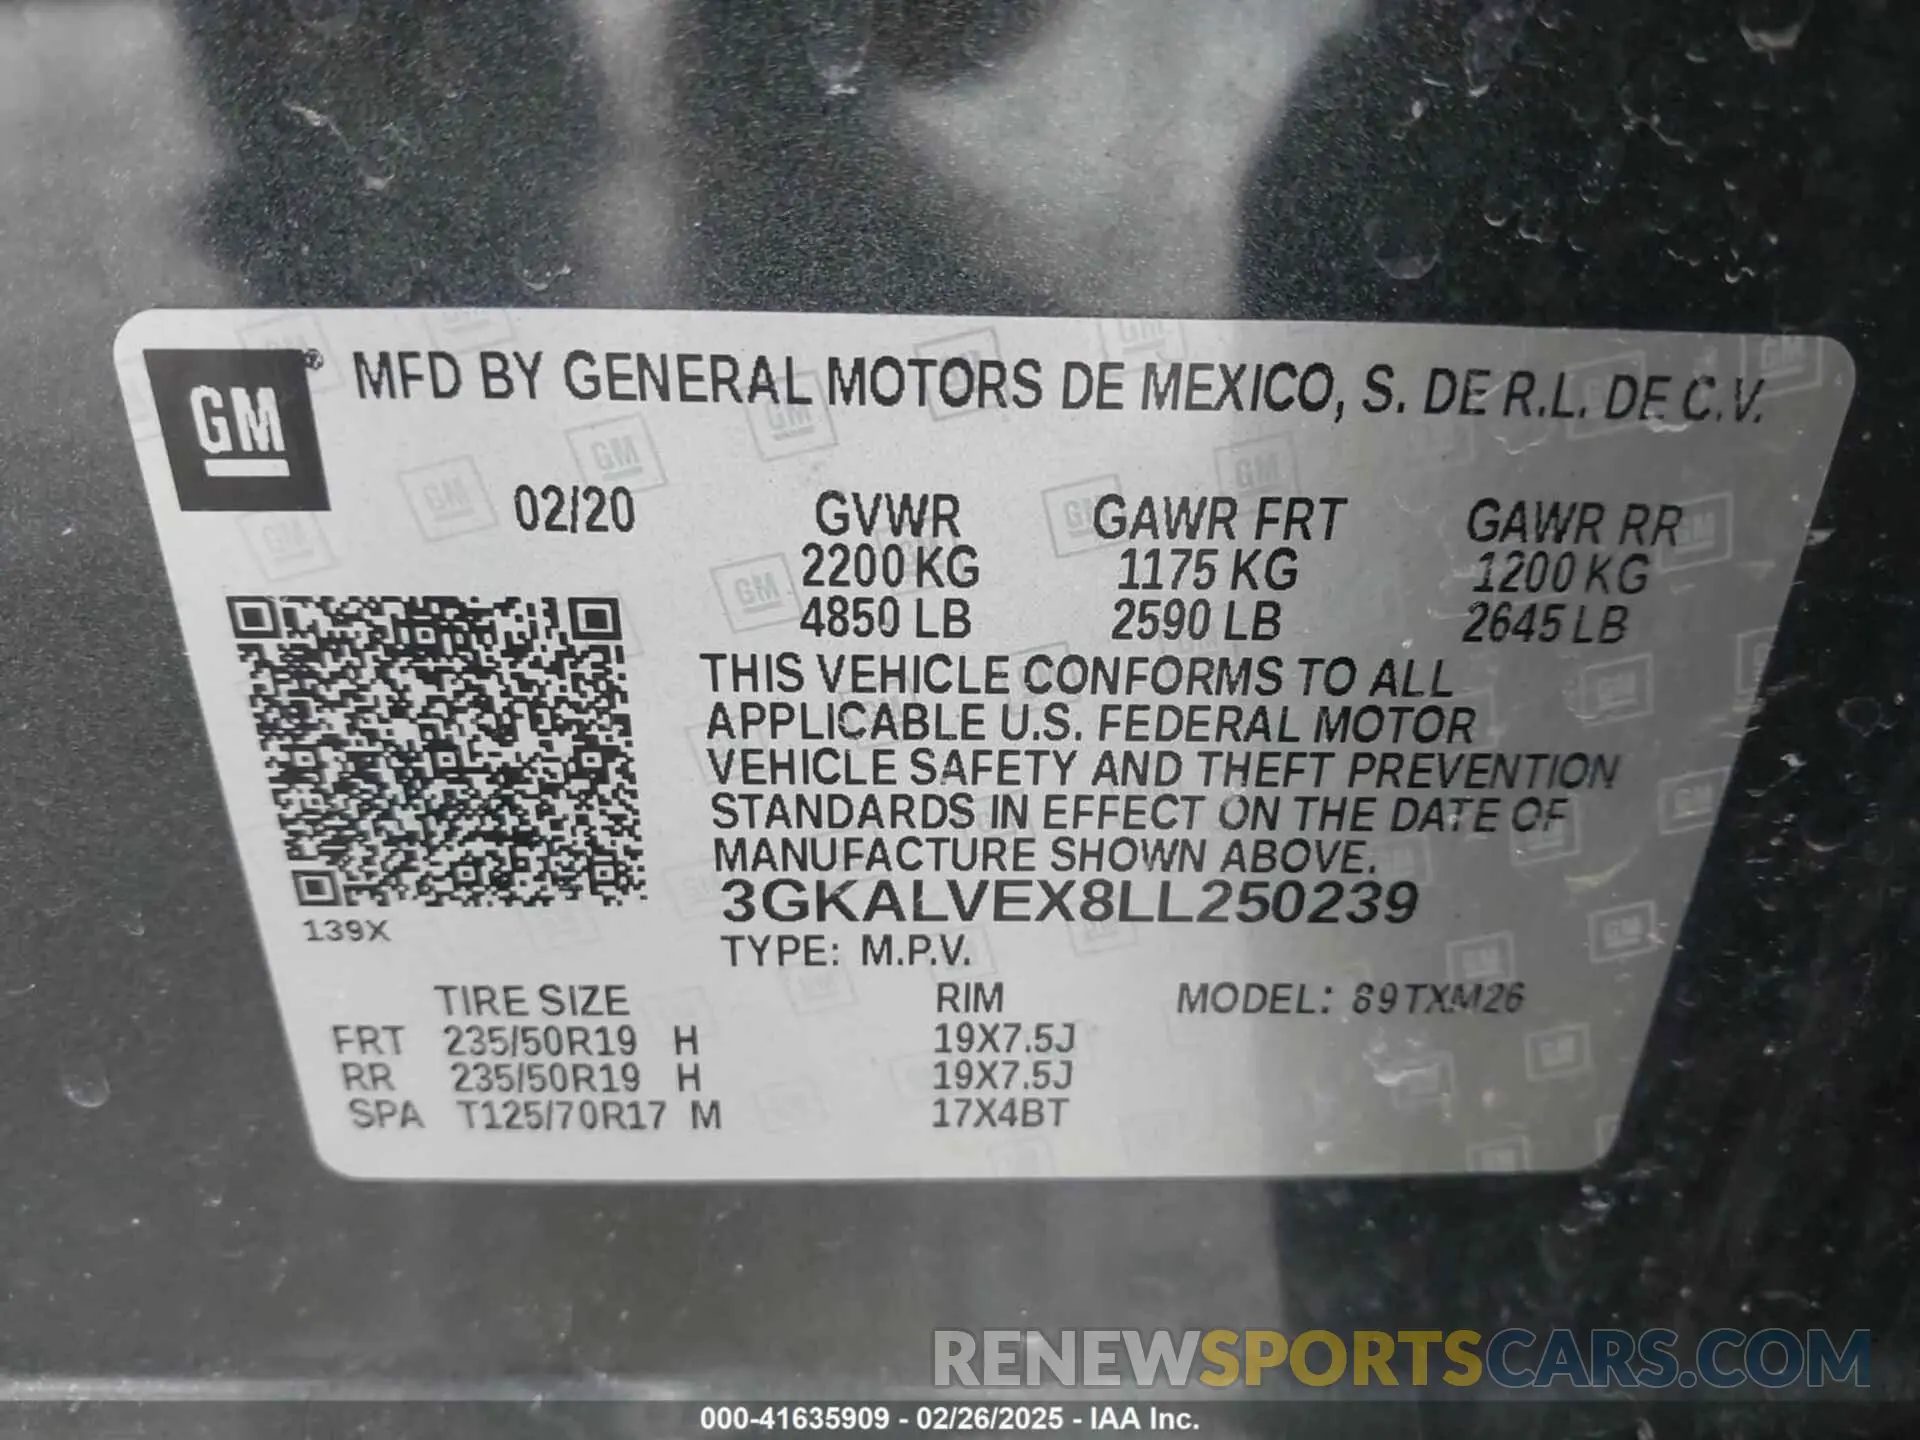 GM® MFD BY GENERAL MOTORS DE MEXICO, S. DE R.L. DE C.V.
02/20 GVWR GAWR FRT GAWR RR
2200 KG 1175 KG 1200 KG
4850 LB 2590 LB 2645 LB
THIS VEHICLE CONFORMS TO ALL
APPLICABLE U.S. FEDERAL MOTOR
VEHICLE SAFETY AND THEFT PREVENTION
STANDARDS IN EFFECT ON THE DATE OF
MANUFACTURE SHOWN ABOVE.
3GKALVEX8LL250239
139X
TYPE: M.P.V.
TIRE SIZE RIM MODEL: 89TXM26
FRT 235/50R19 H 19X7.5J
RR 235/50R19 H 19X7.5J
SPA T125/70R17 M 17X4BT
RENEWSPORTSCARS.COM
000-41635909 - 02/26/2025 - IAA Inc.